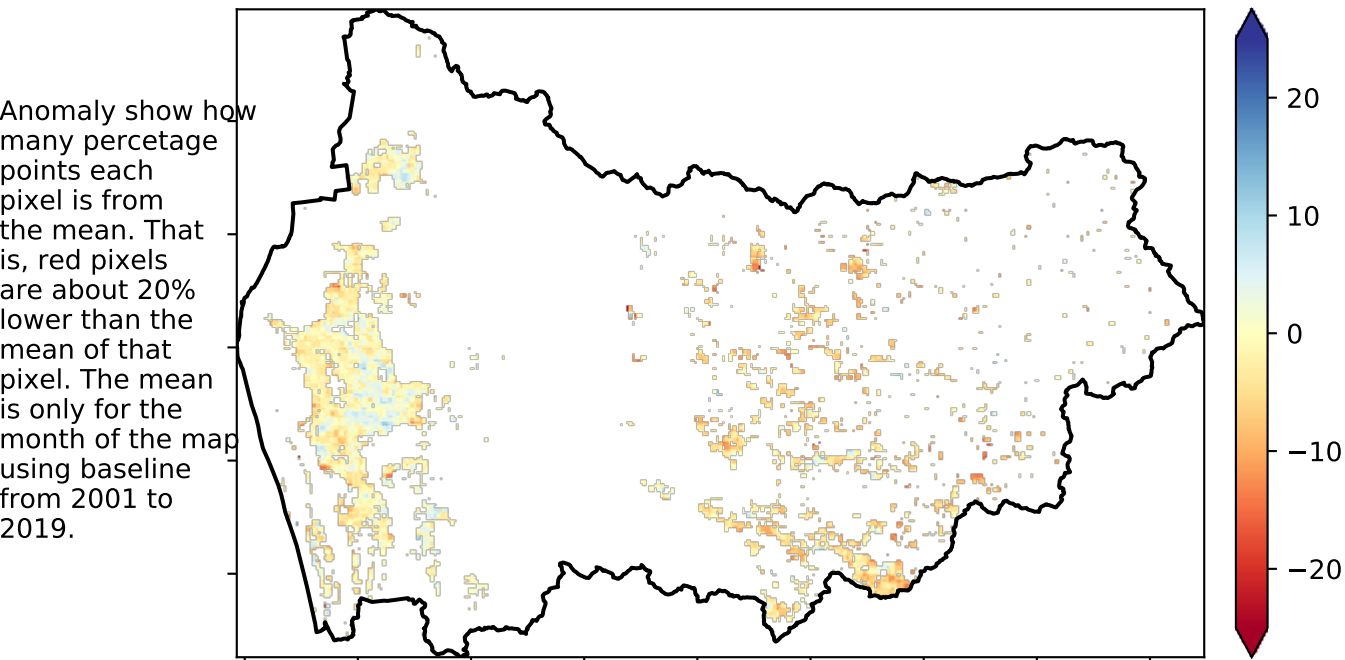 Anomaly show how
many percetage
points each
pixel is from
the mean. That
is, red pixels
are about 20%
lower than the
mean of that
pixel. The mean
is only for the
month of the map
using baseline
from 2001 to
2019.
20
10
0
−10
−20